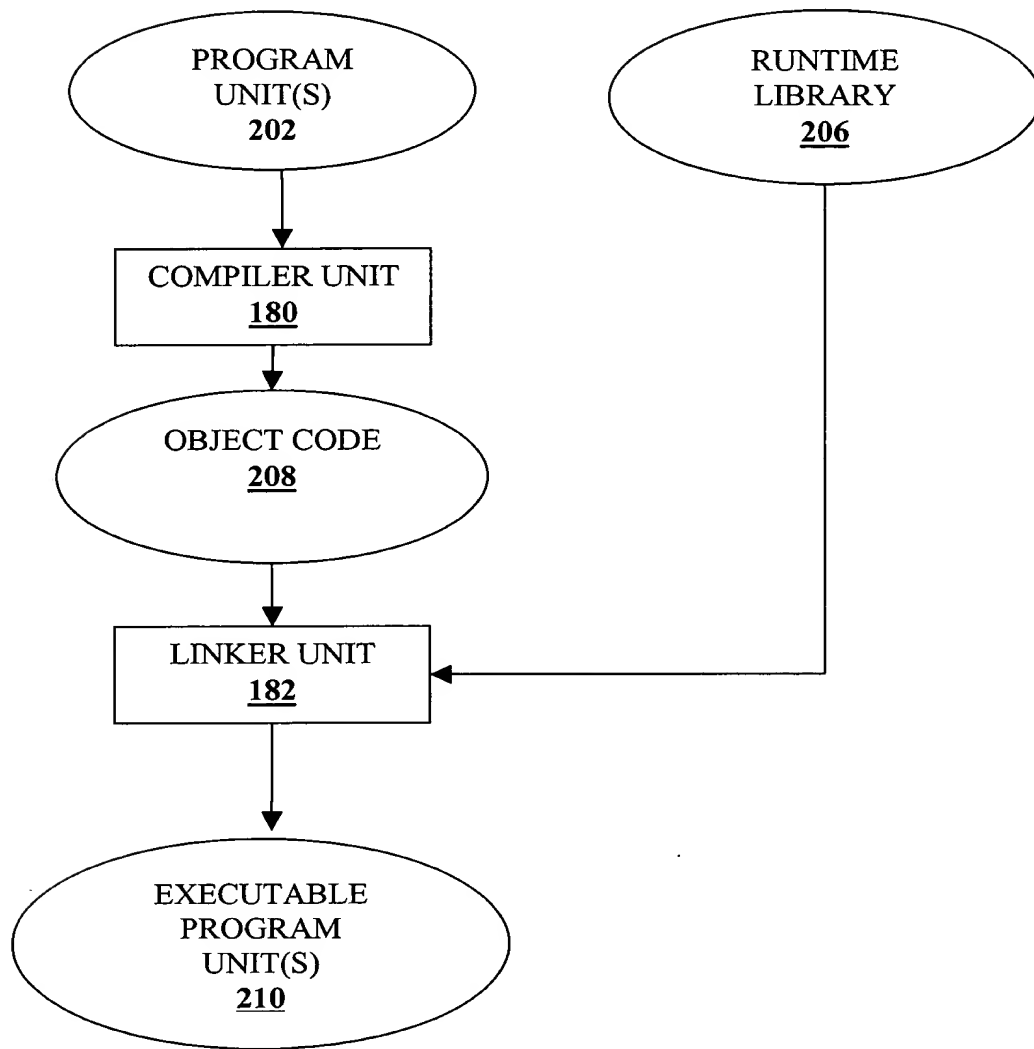 PROGRAM
UNIT(S)
202
RUNTIME
LIBRARY
206
COMPILER UNIT
180
OBJECT CODE
208
LINKER UNIT
182
EXECUTABLE
PROGRAM
UNIT(S)
210